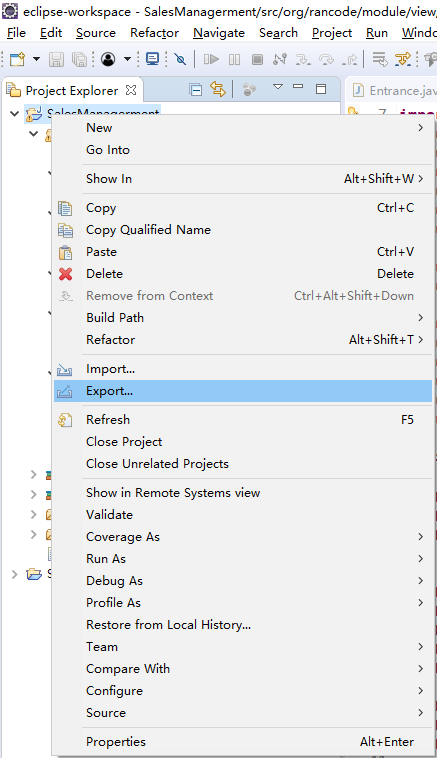 eclipse-workspace - SalesManagerment/src/org/rancode/module/view
File Edit Source Refactor Navigate Search Project Run Windo
Project Explorer
Entrance.java
SalesManagerment
7 impo
New
Go Into
Show In Alt+Shift+W
Copy Ctrl+C
Copy Qualified Name
Paste Ctrl+V
Delete Delete
Remove from Context Ctrl+Alt+Shift+Down
Build Path
Refactor Alt+Shift+T
Import...
Export...
Refresh F5
Close Project
Close Unrelated Projects
Show in Remote Systems view
Validate
Coverage As
Run As
Debug As
Profile As
Restore from Local History...
Team
Compare With
Configure
Source
Properties Alt+Enter